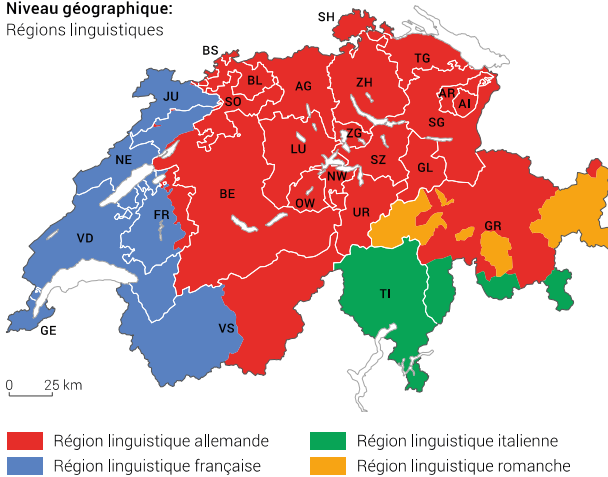 Niveau géographique:
Régions linguistiques
SH
BS
TG
BL
AG
ZH
JU
SO
AR
AI
SG
ZG
LU
NE
SZ
GL
NW
BE
OW
UR
FR
GR
VD
TI
VS
GE
0 25 km
Région linguistique allemande
Région linguistique italienne
Région linguistique française
Région linguistique romanche